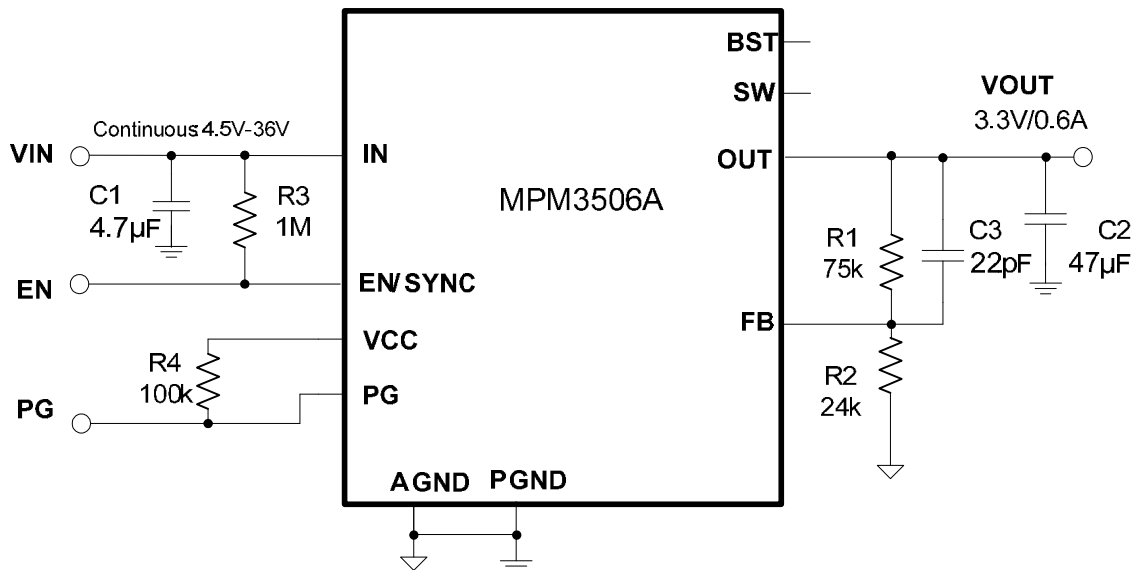 BST
SW
VOUT
3.3V/0.6A
Continuous:4.5V-36V
VIN
IN
OUT
MPM3506A
C1
4.7µF
R3
1M
R1
75k
C3
22pF
C2
47µF
EN
EN/SYNC
FB
VCC
R4
100k
PG
PG
R2
24k
AGND
PGND